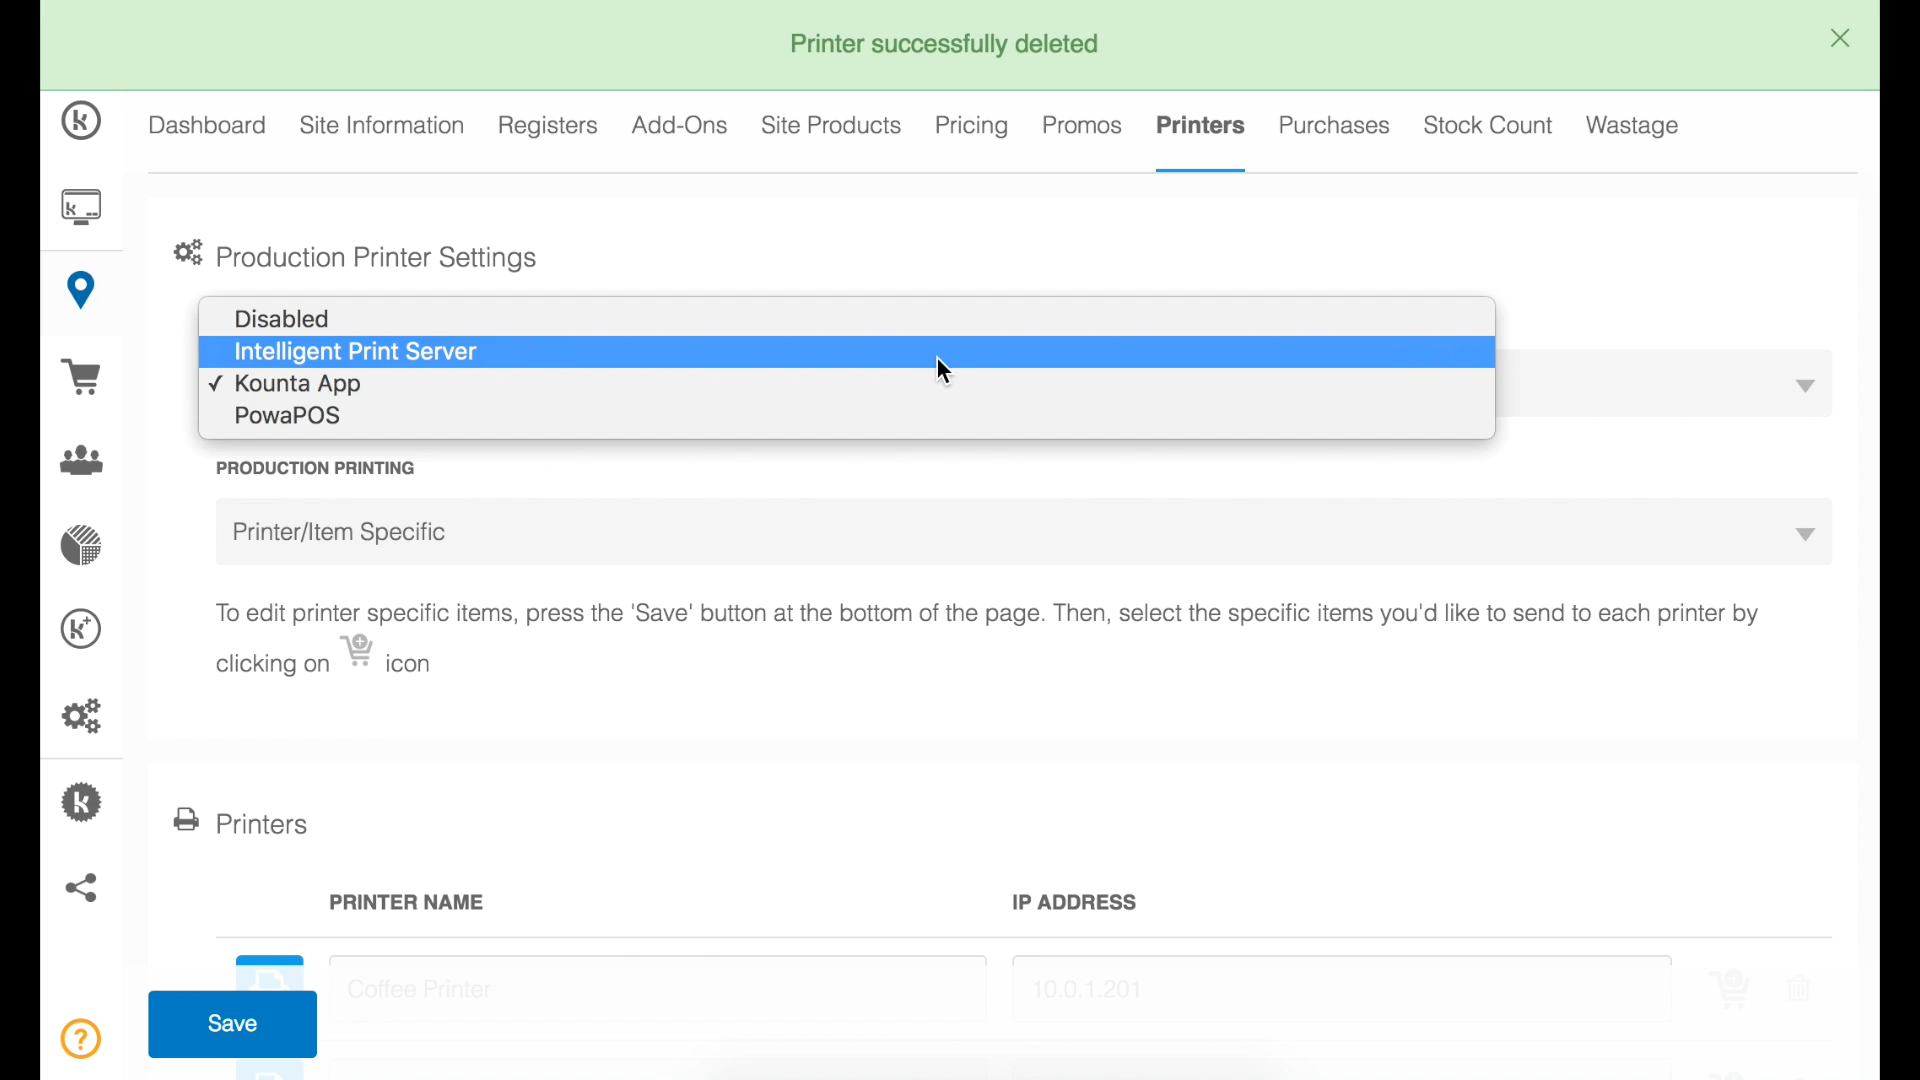 Printer successfully deleted
Dashboard Site Information Registers Add-Ons Site Products Pricing Promos Printers Purchases Stock Count Wastage
Production Printer Settings
Disabled
Intelligent Print Server
✓ Kounta App
PowaPOS
PRODUCTION PRINTING
Printer/Item Specific
To edit printer specific items, press the 'Save' button at the bottom of the page. Then, select the specific items you'd like to send to each printer by
clicking on icon
Printers
PRINTER NAME IP ADDRESS
Coffee Printer 10.0.1.201
Save
?